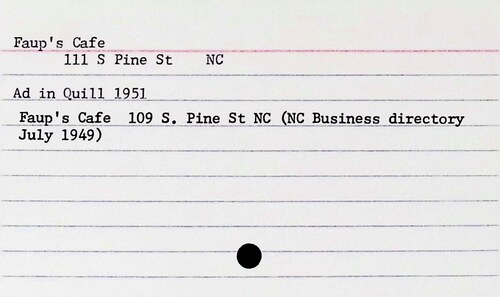 Faup's Cafe
111 S Pine St NC
Ad in Quill 1951
Faup's Cafe 109 S. Pine St NC (NC Business directory
July 1949)